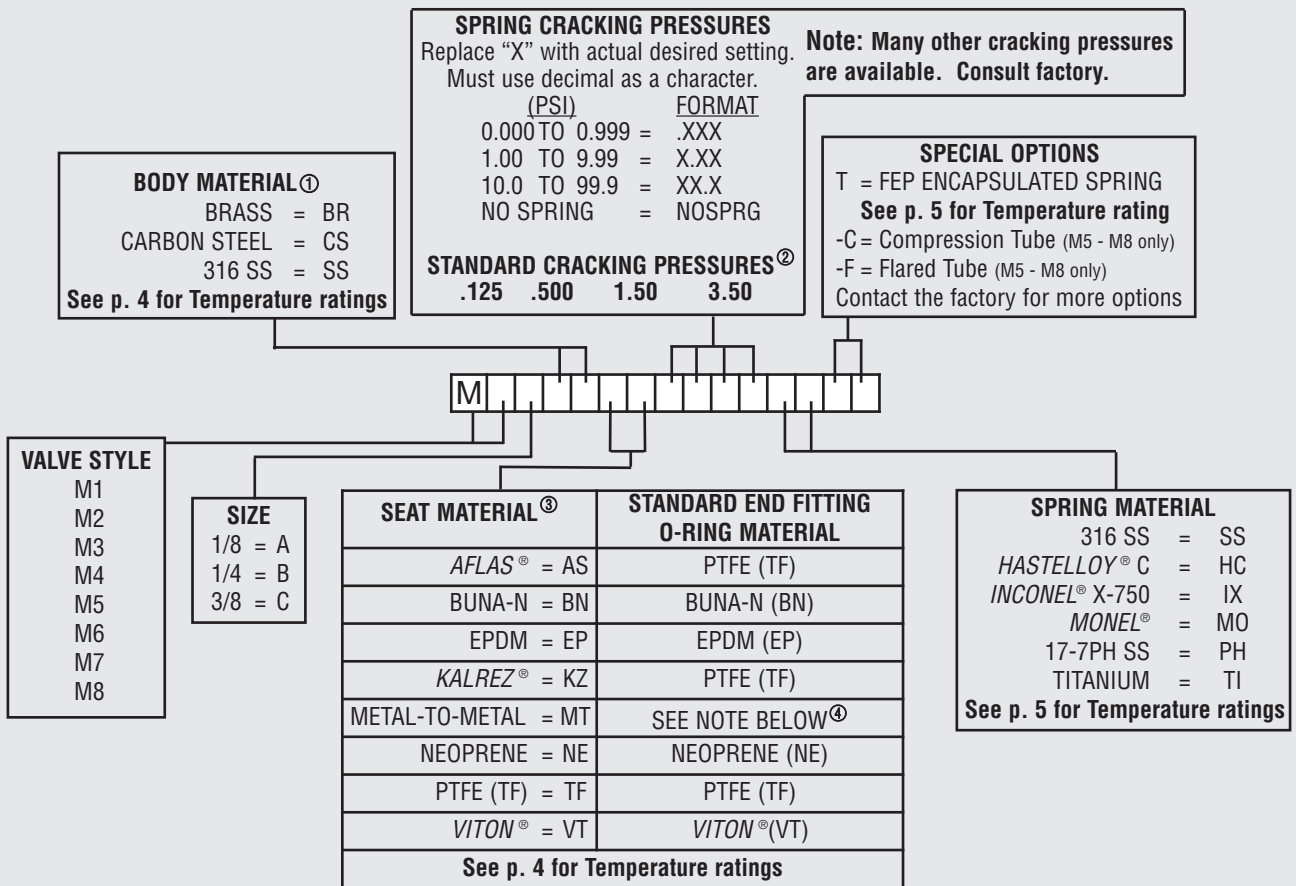 SPRING CRACKING PRESSURES
Replace “X” with actual desired setting.
Must use decimal as a character.
(PSI) FORMAT
0.000 TO 0.999 = .XXX
1.00 TO 9.99 = X.XX
10.0 TO 99.9 = XX.X
NO SPRING = NOSPRG
STANDARD CRACKING PRESSURES②
.125 .500 1.50 3.50
Note: Many other cracking pressures
are available. Consult factory.
BODY MATERIAL①
BRASS = BR
CARBON STEEL = CS
316 SS = SS
See p. 4 for Temperature ratings
SPECIAL OPTIONS
T = FEP ENCAPSULATED SPRING
See p. 5 for Temperature rating
-C = Compression Tube (M5 - M8 only)
-F = Flared Tube (M5 - M8 only)
Contact the factory for more options
M
VALVE STYLE
M1
M2
M3
M4
M5
M6
M7
M8
SIZE
1/8 = A
1/4 = B
3/8 = C
SEAT MATERIAL③ STANDARD END FITTING
O-RING MATERIAL
AFLAS® = AS PTFE (TF)
BUNA-N = BN BUNA-N (BN)
EPDM = EP EPDM (EP)
KALREZ® = KZ PTFE (TF)
METAL-TO-METAL = MT SEE NOTE BELOW④
NEOPRENE = NE NEOPRENE (NE)
PTFE (TF) = TF PTFE (TF)
VITON® = VT VITON®(VT)
See p. 4 for Temperature ratings
SPRING MATERIAL
316 SS = SS
HASTELLOY® C = HC
INCONEL® X-750 = IX
MONEL® = MO
17-7PH SS = PH
TITANIUM = TI
See p. 5 for Temperature ratings